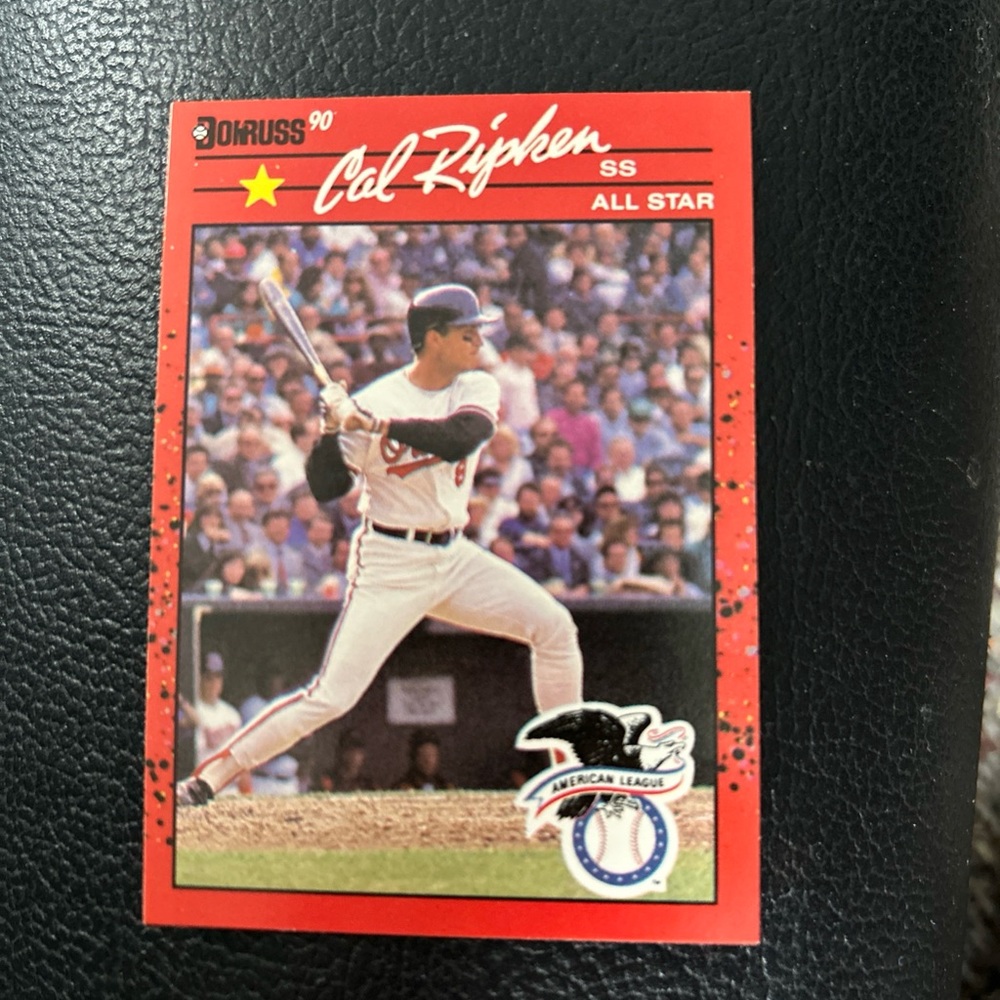 DONRUSS 90
Cal Ripken
SS
ALL STAR
AMERICAN LEAGUE